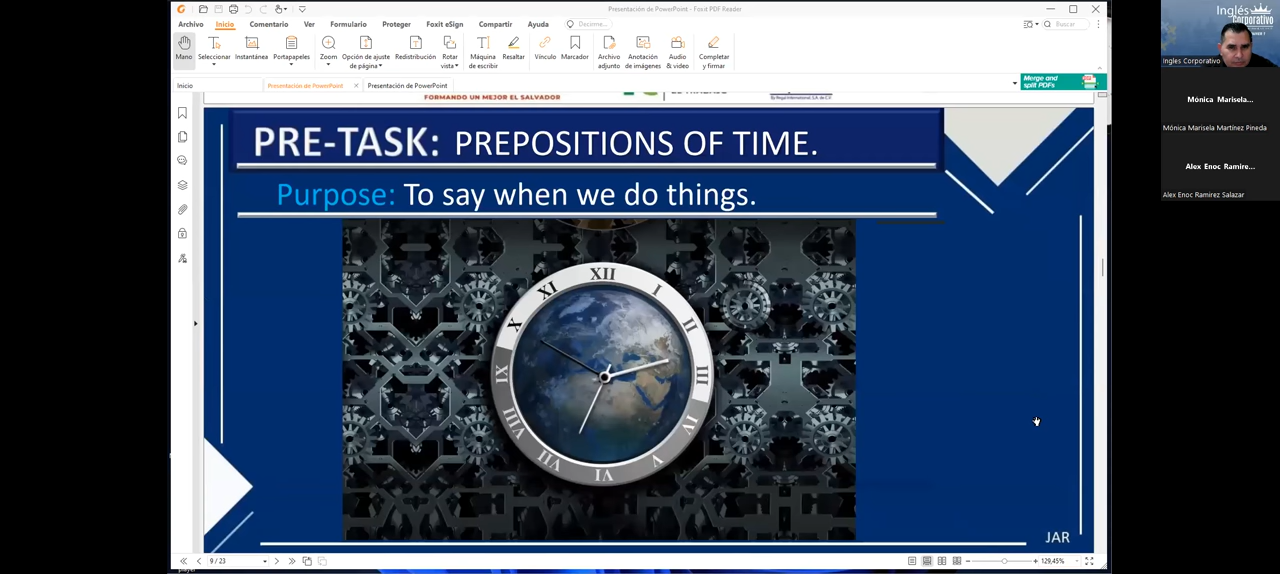 Presentación de PowerPoint - Foxit PDF Reader
Archivo Inicio Comentario Ver Formulario Proteger Foxit eSign Compartir Ayuda Decirme... Buscar
Mano Seleccionar Instantánea Portapapeles Zoom Opción de ajuste de página Redistribución Rotar vista Máquina de escribir Resaltar Vínculo Marcador Archivo adjunto Anotación de imágenes Audio & vídeo Completar y firmar
Inicio Presentación de PowerPoint Presentación de PowerPoint
Merge and split PDFs
FORMANDO UN MEJOR EL SALVADOR
PRE-TASK: PREPOSITIONS OF TIME.
Purpose: To say when we do things.
XII
I
II
III
IV
V
VI
VII
VIII
XI
X
XI
JAR
9 / 23
129,45%
Inglés Corporativo
Ingles Corporativo
Mónica Marisela...
Mónica Marisela Martínez Pineda
Alex Enoc Ramire...
Alex Enoc Ramirez Salazar